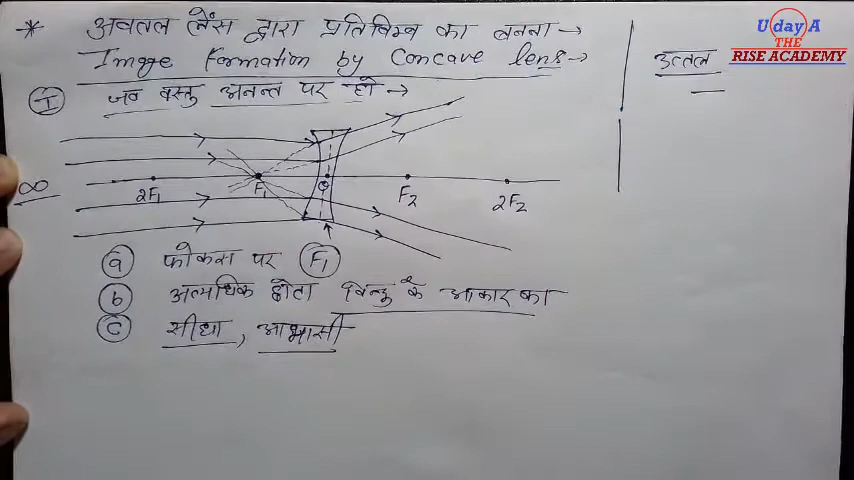 * अवतल लेंस द्वारा प्रतिबिम्ब का बनना →
Image Formation by Concave lens →
I जब वस्तु अनन्त पर हो →
∞ 2F₁ F₁ O F₂ 2F₂
a फोकस पर F₁
b अत्यधिक छोटा बिन्दु के आकार का
c सीधा, आभासी
उत्तल
Uday A
THE
RISE ACADEMY